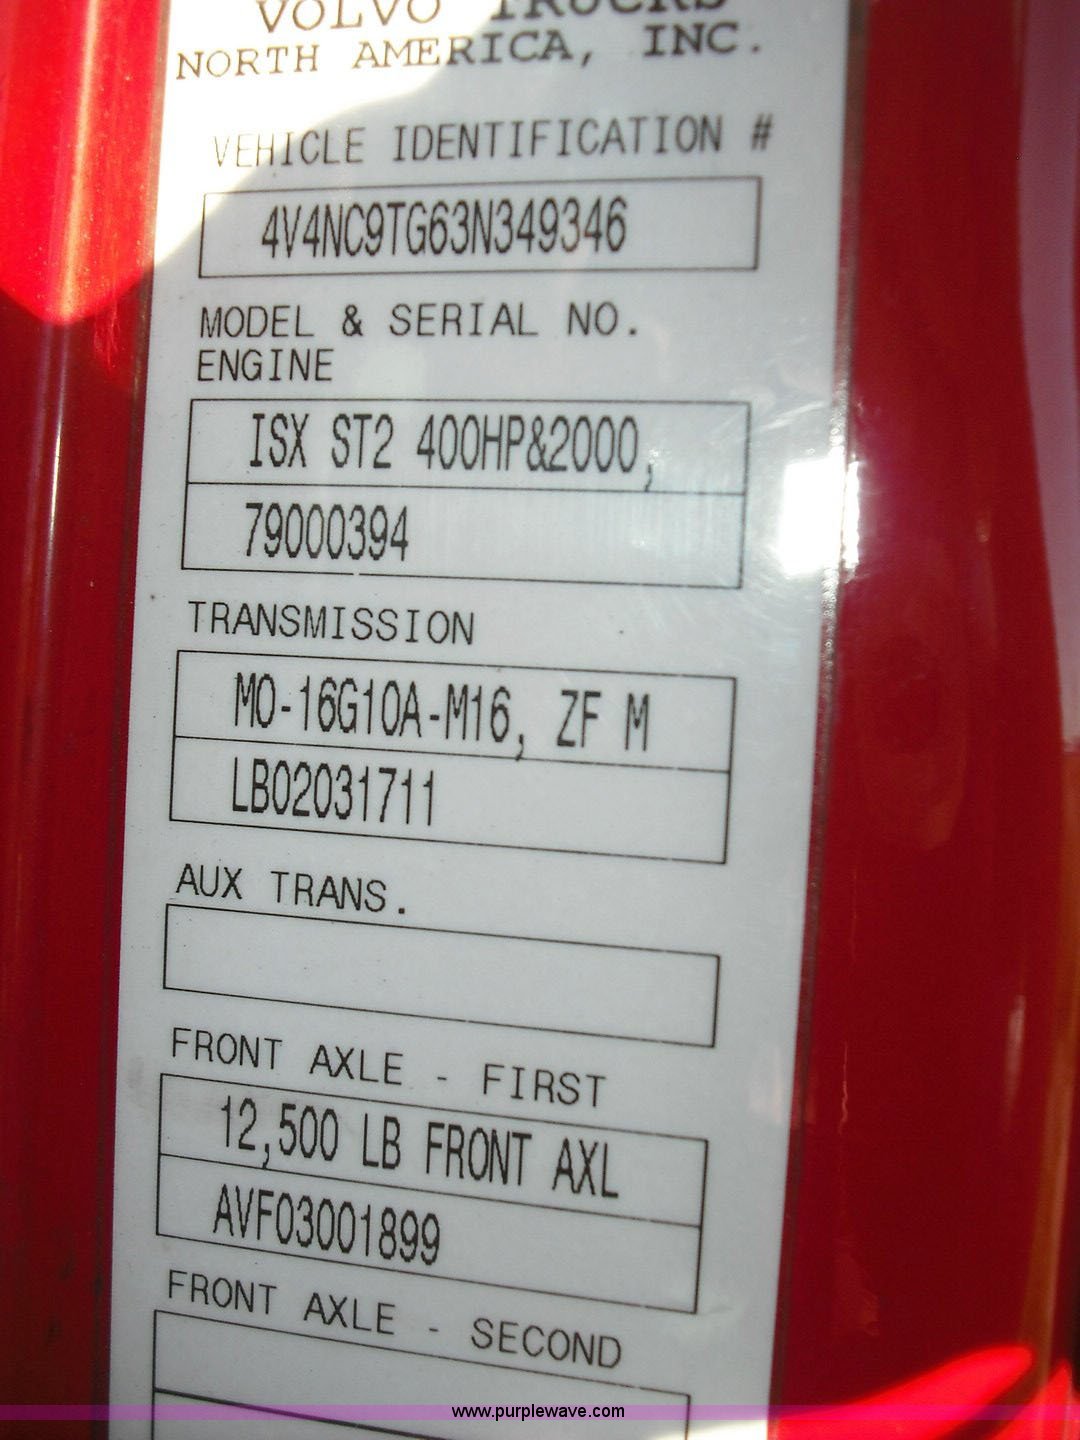 VOLVO TRUCKS
NORTH AMERICA, INC.
VEHICLE IDENTIFICATION #
4V4NC9TG63N349346
MODEL & SERIAL NO.
ENGINE
ISX ST2 400HP&2000,
79000394
TRANSMISSION
MO-16G10A-M16, ZF M
LB02031711
AUX TRANS.
FRONT AXLE - FIRST
12,500 LB FRONT AXL
AVF03001899
FRONT AXLE - SECOND
www.purplewave.com